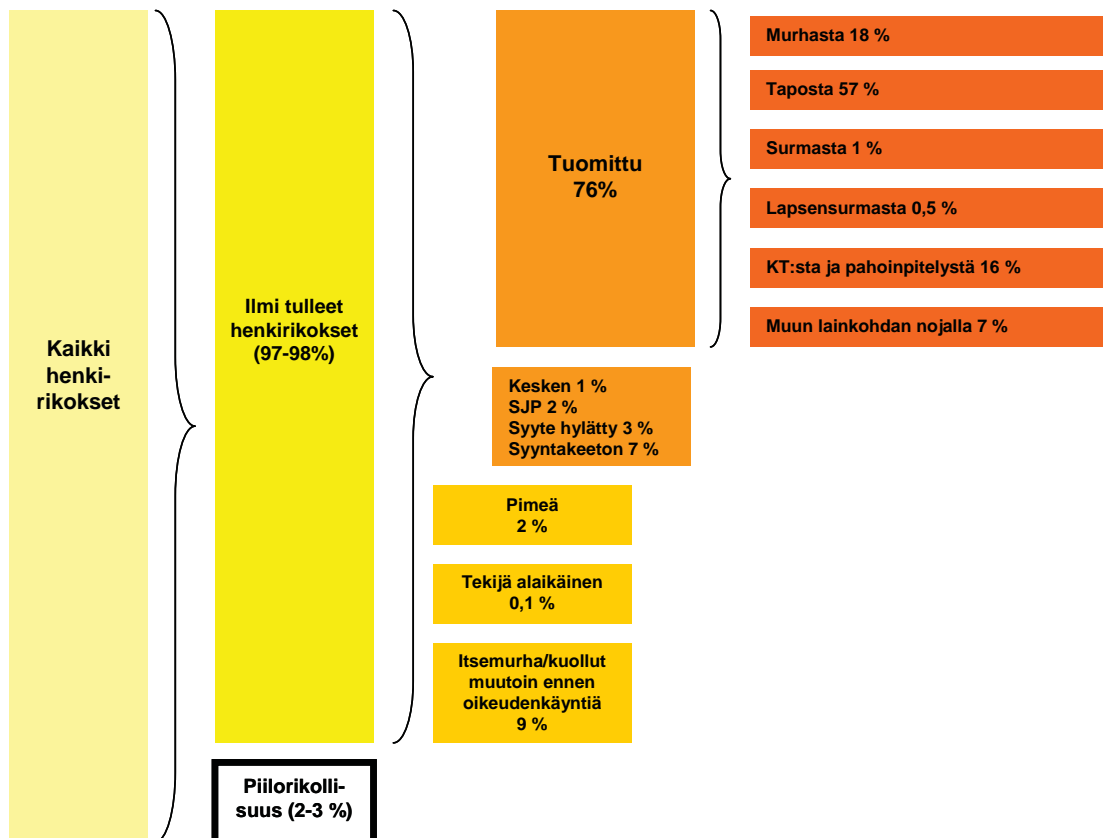 Kaikki
henki-
rikokset
Ilmi tulleet
henkirikokset
(97-98%)
Piilorikolli-
suus (2-3 %)
Tuomittu
76%
Kesken 1 %
SJP 2 %
Syyte hylätty 3 %
Syyntakeeton 7 %
Pimeä
2 %
Tekijä alaikäinen
0,1 %
Itsemurha/kuollut
muutoin ennen
oikeudenkäyntiä
9 %
Murhasta 18 %
Taposta 57 %
Surmasta 1 %
Lapsensurmasta 0,5 %
KT:sta ja pahoinpitelystä 16 %
Muun lainkohdan nojalla 7 %